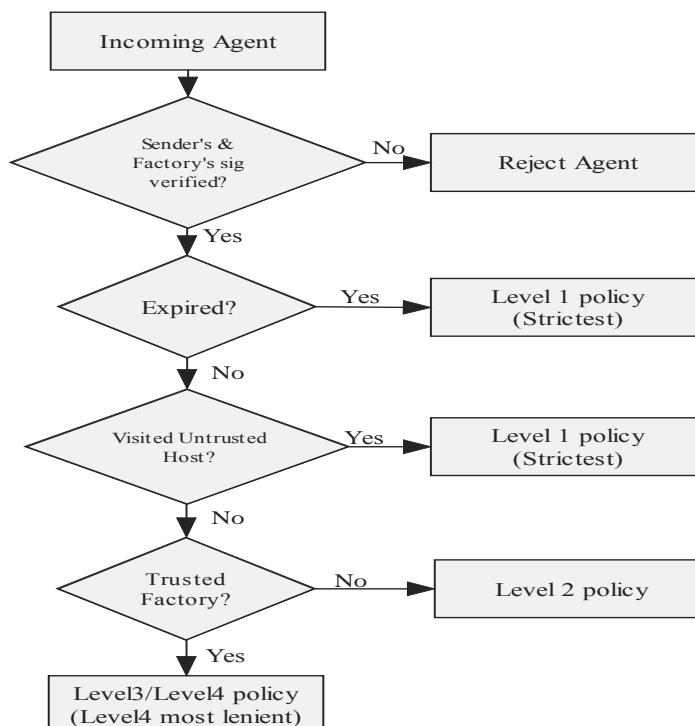 Incoming Agent
Sender's &
Factory's sig
verified?
No
Reject Agent
Yes
Expired?
Yes
Level 1 policy
(Strictest)
No
Visited Untrusted
Host?
Yes
Level 1 policy
(Strictest)
No
Trusted
Factory?
No
Level 2 policy
Yes
Level3/Level4 policy
(Level4 most lenient)